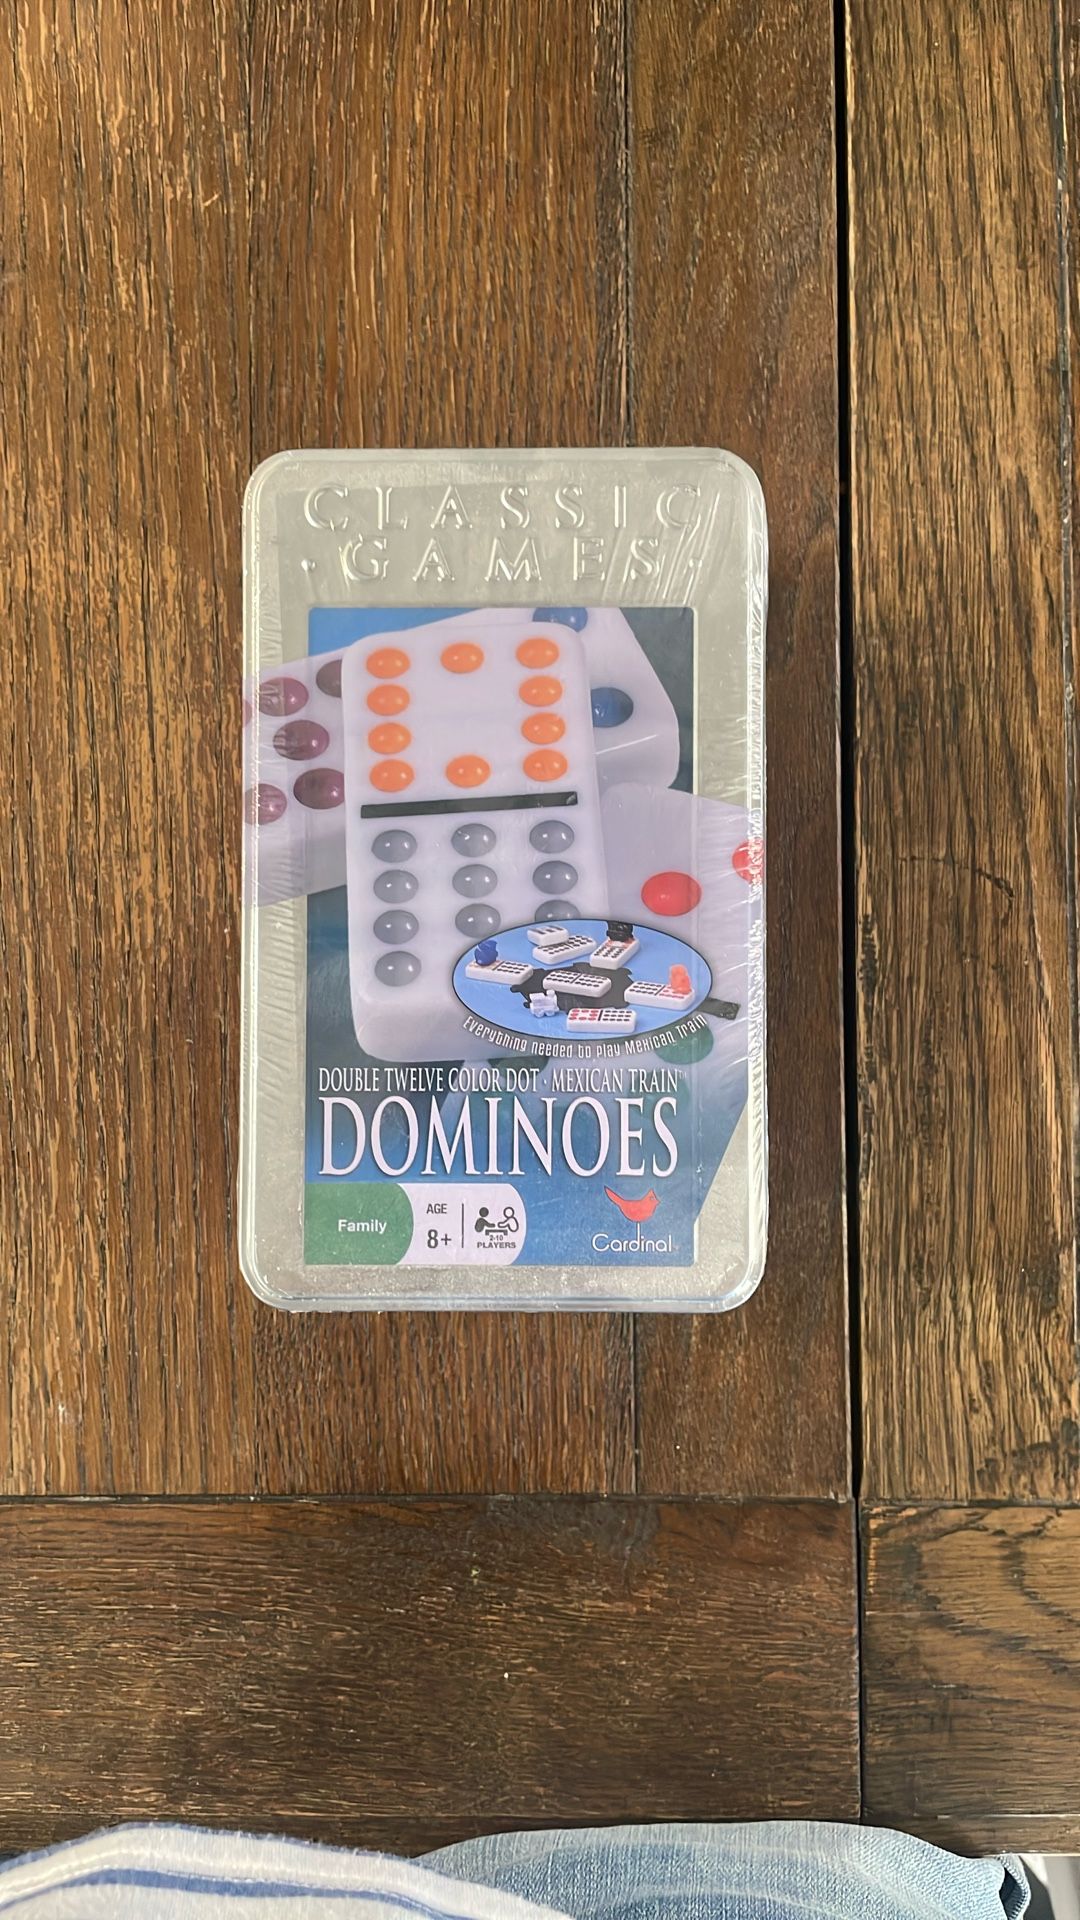 CLASSIC
· GAMES ·
Everything needed to play Mexican Train
DOUBLE TWELVE COLOR DOT · MEXICAN TRAIN™
DOMINOES
Family
AGE
8+
2-10
PLAYERS
Cardinal